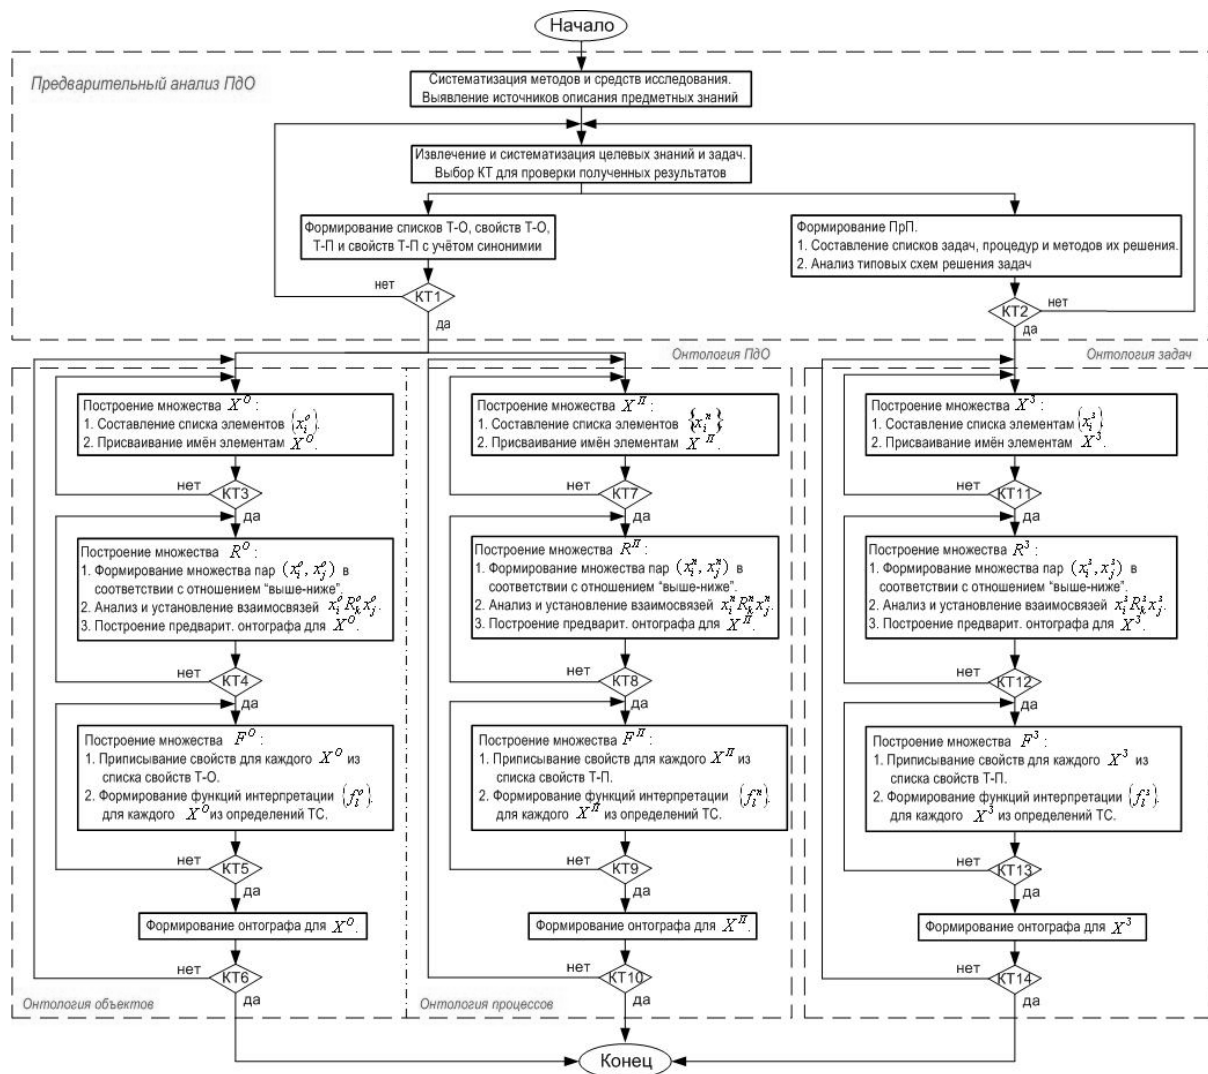 Начало
Предварительный анализ ПдО
Систематизация методов и средств исследования.
Выявление источников описания предметных знаний
Извлечение и систематизация целевых знаний и задач.
Выбор КТ для проверки полученных результатов
Формирование списков Т-О, свойств Т-О,
Т-П и свойств Т-П с учётом синонимии
Формирование ПрП.
1. Составление списков задач, процедур и методов их решения.
2. Анализ типовых схем решения задач
нет
КТ1
да
КТ2
нет
да
Онтология ПдО
Онтология задач
Построение множества X^О :
1. Составление списка элементов {x_i^о}.
2. Присваивание имён элементам X^О.
нет
КТ3
да
Построение множества R^О :
1. Формирование множества пар (x_i^о, x_j^о) в
соответствии с отношением "выше-ниже".
2. Анализ и установление взаимосвязей x_i^о R_k^о x_j^о.
3. Построение предварит. онтографа для X^О.
нет
КТ4
да
Построение множества F^О :
1. Приписывание свойств для каждого X^О из
списка свойств Т-О.
2. Формирование функций интерпретации {f_l^о}.
для каждого X^О из определений ТС.
нет
КТ5
да
Формирование онтографа для X^О.
нет
КТ6
да
Онтология объектов
Построение множества X^П :
1. Составление списка элементов {x_i^п}
2. Присваивание имён элементам X^П.
нет
КТ7
да
Построение множества R^П :
1. Формирование множества пар (x_i^п, x_j^п) в
соответствии с отношением "выше-ниже".
2. Анализ и установление взаимосвязей x_i^п R_k^п x_j^п.
3. Построение предварит. онтографа для X^П.
нет
КТ8
да
Построение множества F^П :
1. Приписывание свойств для каждого X^П из
списка свойств Т-П.
2. Формирование функций интерпретации {f_l^п}.
для каждого X^П из определений ТС.
нет
КТ9
да
Формирование онтографа для X^П.
нет
КТ10
да
Онтология процессов
Построение множества X^З :
1. Составление списка элементам {x_i^з}
2. Присваивание имён элементам X^З.
нет
КТ11
да
Построение множества R^З :
1. Формирование множества пар (x_i^з, x_j^з) в
соответствии с отношением "выше-ниже".
2. Анализ и установление взаимосвязей x_i^з R_k^з x_j^з.
3. Построение предварит. онтографа для X^З.
нет
КТ12
да
Построение множества F^З :
1. Приписывание свойств для каждого X^З из
списка свойств Т-П.
2. Формирование функций интерпретации {f_l^з}.
для каждого X^З из определений ТС.
нет
КТ13
да
Формирование онтографа для X^З
нет
КТ14
да
Конец